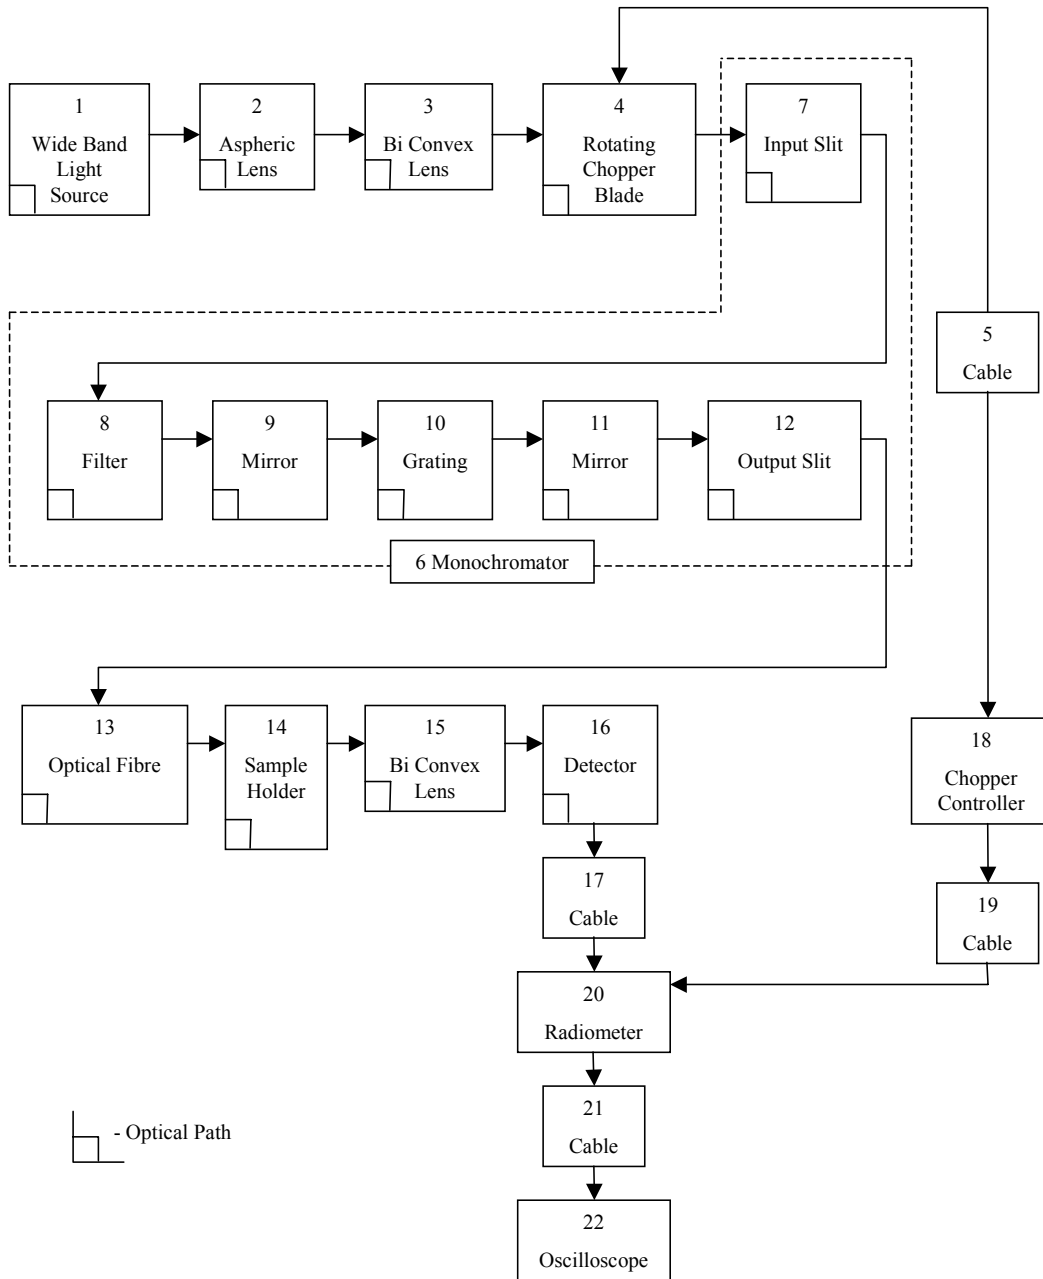 1
Wide Band
Light
Source
2
Aspheric
Lens
3
Bi Convex
Lens
4
Rotating
Chopper
Blade
7
Input Slit
5
Cable
8
Filter
9
Mirror
10
Grating
11
Mirror
12
Output Slit
6 Monochromator
13
Optical Fibre
14
Sample
Holder
15
Bi Convex
Lens
16
Detector
18
Chopper
Controller
17
Cable
19
Cable
20
Radiometer
21
Cable
- Optical Path
22
Oscilloscope